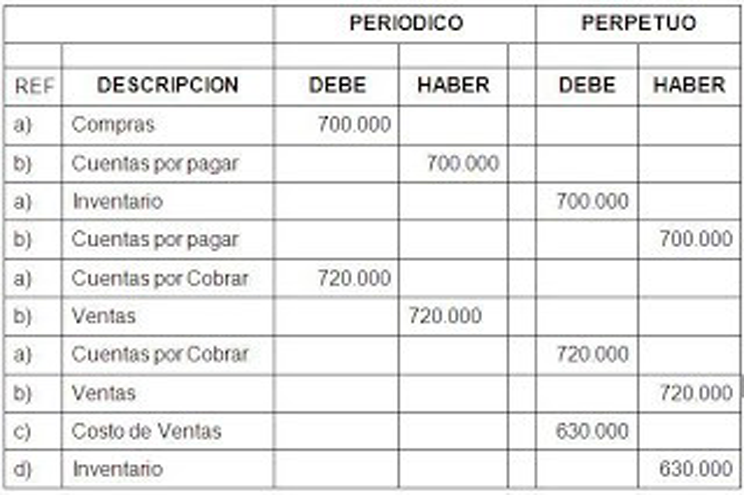 PERIODICO PERPETUO
REF DESCRIPCION DEBE HABER DEBE HABER
a) Compras 700.000
b) Cuentas por pagar 700.000
a) Inventario 700.000
b) Cuentas por pagar 700.000
a) Cuentas por Cobrar 720.000
b) Ventas 720.000
a) Cuentas por Cobrar 720.000
b) Ventas 720.000
c) Costo de Ventas 630.000
d) Inventario 630.000